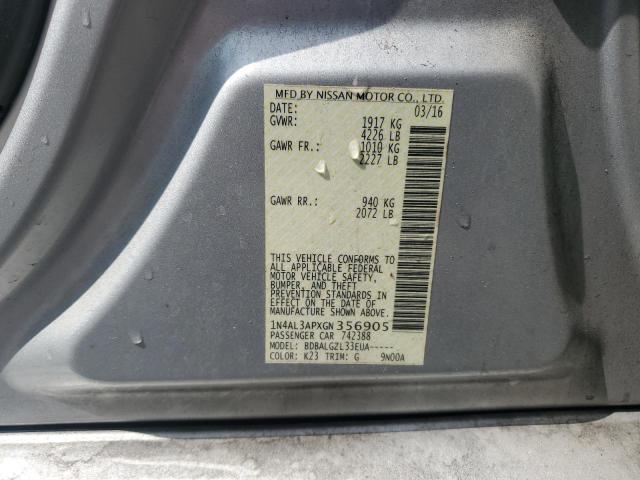 MFD BY NISSAN MOTOR CO., LTD.
DATE: 03/16
GVWR: 1917 KG
4226 LB
GAWR FR.: 1010 KG
2227 LB
GAWR RR.: 940 KG
2072 LB
THIS VEHICLE CONFORMS TO
ALL APPLICABLE FEDERAL
MOTOR VEHICLE SAFETY,
BUMPER, AND THEFT
PREVENTION STANDARDS IN
EFFECT ON THE DATE OF
MANUFACTURE SHOWN ABOVE.
1N4AL3APXGN 356905
PASSENGER CAR 742388
MODEL: BDBALGZL33EUA-----
COLOR: K23 TRIM: G 9N00A